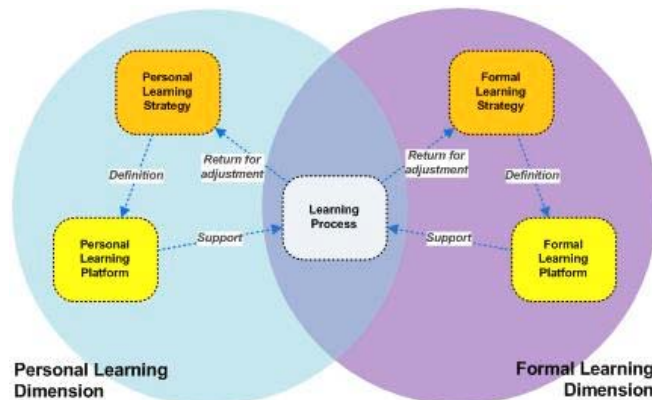 Personal
Learning
Strategy
Formal
Learning
Strategy
Return for
adjustment
Return for
adjustment
Definition
Definition
Learning
Process
Personal
Learning
Platform
Support
Support
Formal
Learning
Platform
Personal Learning
Dimension
Formal Learning
Dimension